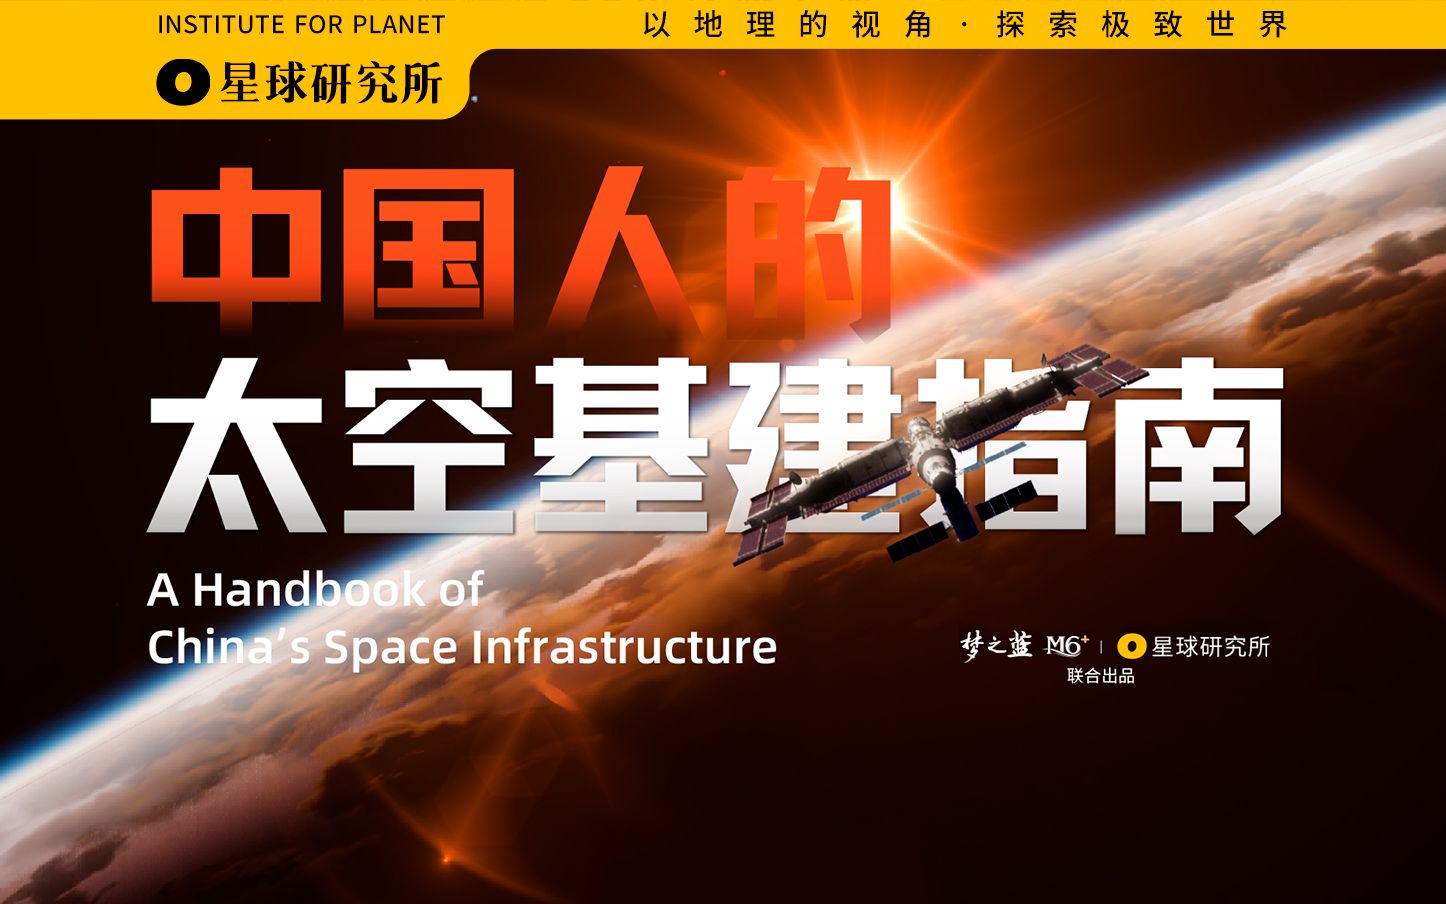 INSTITUTE FOR PLANET
以地理的视角·探索极致世界
星球研究所
中国人的
太空基建指南
A Handbook of
China's Space Infrastructure
梦之蓝 M6+ | 星球研究所
联合出品